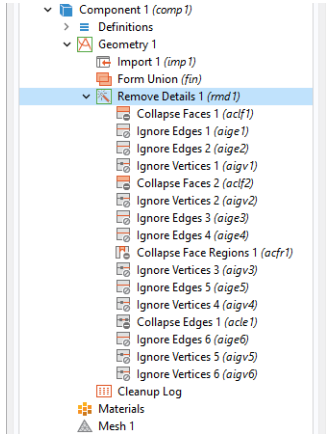 Component 1 (comp1)
Definitions
Geometry 1
Import 1 (imp1)
Form Union (fin)
Remove Details 1 (rmd1)
Collapse Faces 1 (aclf1)
Ignore Edges 1 (aige1)
Ignore Edges 2 (aige2)
Ignore Vertices 1 (aigv1)
Collapse Faces 2 (aclf2)
Ignore Vertices 2 (aigv2)
Ignore Edges 3 (aige3)
Ignore Edges 4 (aige4)
Collapse Face Regions 1 (acfr1)
Ignore Vertices 3 (aigv3)
Ignore Edges 5 (aige5)
Ignore Vertices 4 (aigv4)
Collapse Edges 1 (acle1)
Ignore Edges 6 (aige6)
Ignore Vertices 5 (aigv5)
Ignore Vertices 6 (aigv6)
Cleanup Log
Materials
Mesh 1